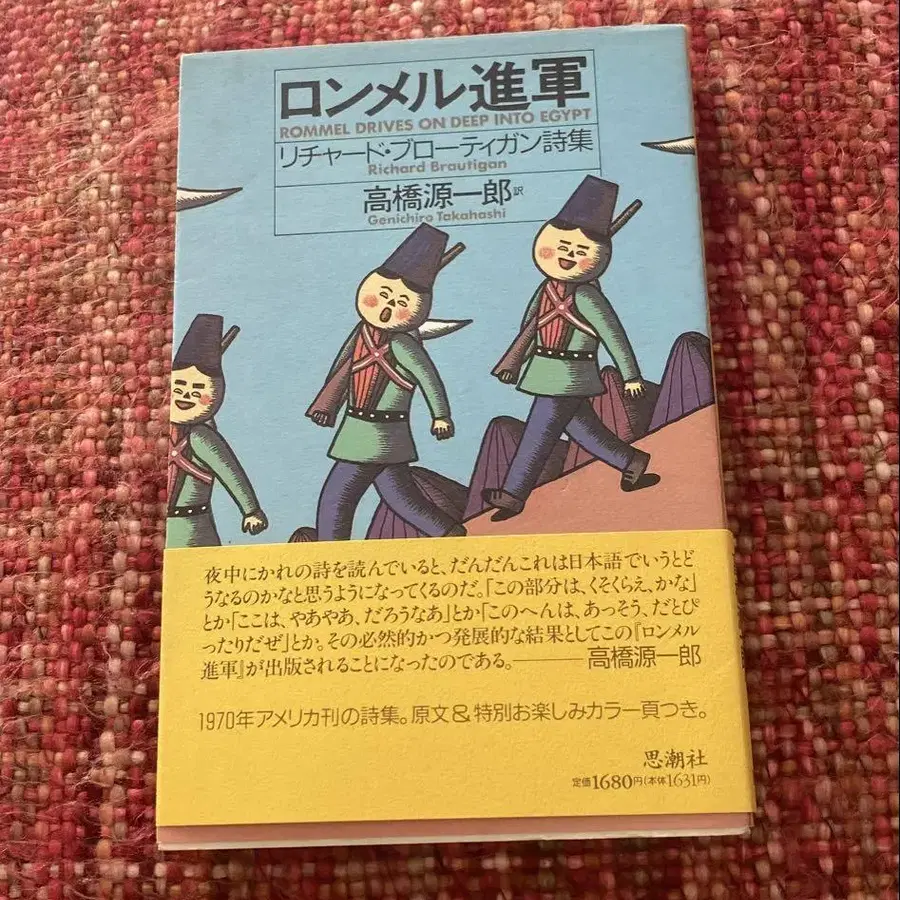 ロンメル進軍
ROMMEL DRIVES ON DEEP INTO EGYPT
リチャード・ブローティガン詩集
Richard Brautigan
高橋源一郎訳
Genichiro Takahashi
夜中にかれの詩を読んでいると、だんだんこれは日本語でいうとど
うなるのかなと思うようになってくるのだ。「この部分は、くそくらえ、かな」
とか「ここは、やあやあ、だろうなあ」とか「このへんは、あっそう、だとぴ
ったりだぜ」とか。その必然的かつ発展的な結果としてこの『ロンメル
進軍』が出版されることになったのである。――高橋源一郎
1970年アメリカ刊の詩集。原文&特別お楽しみカラー頁つき。
思潮社
定価1680円(本体1631円)